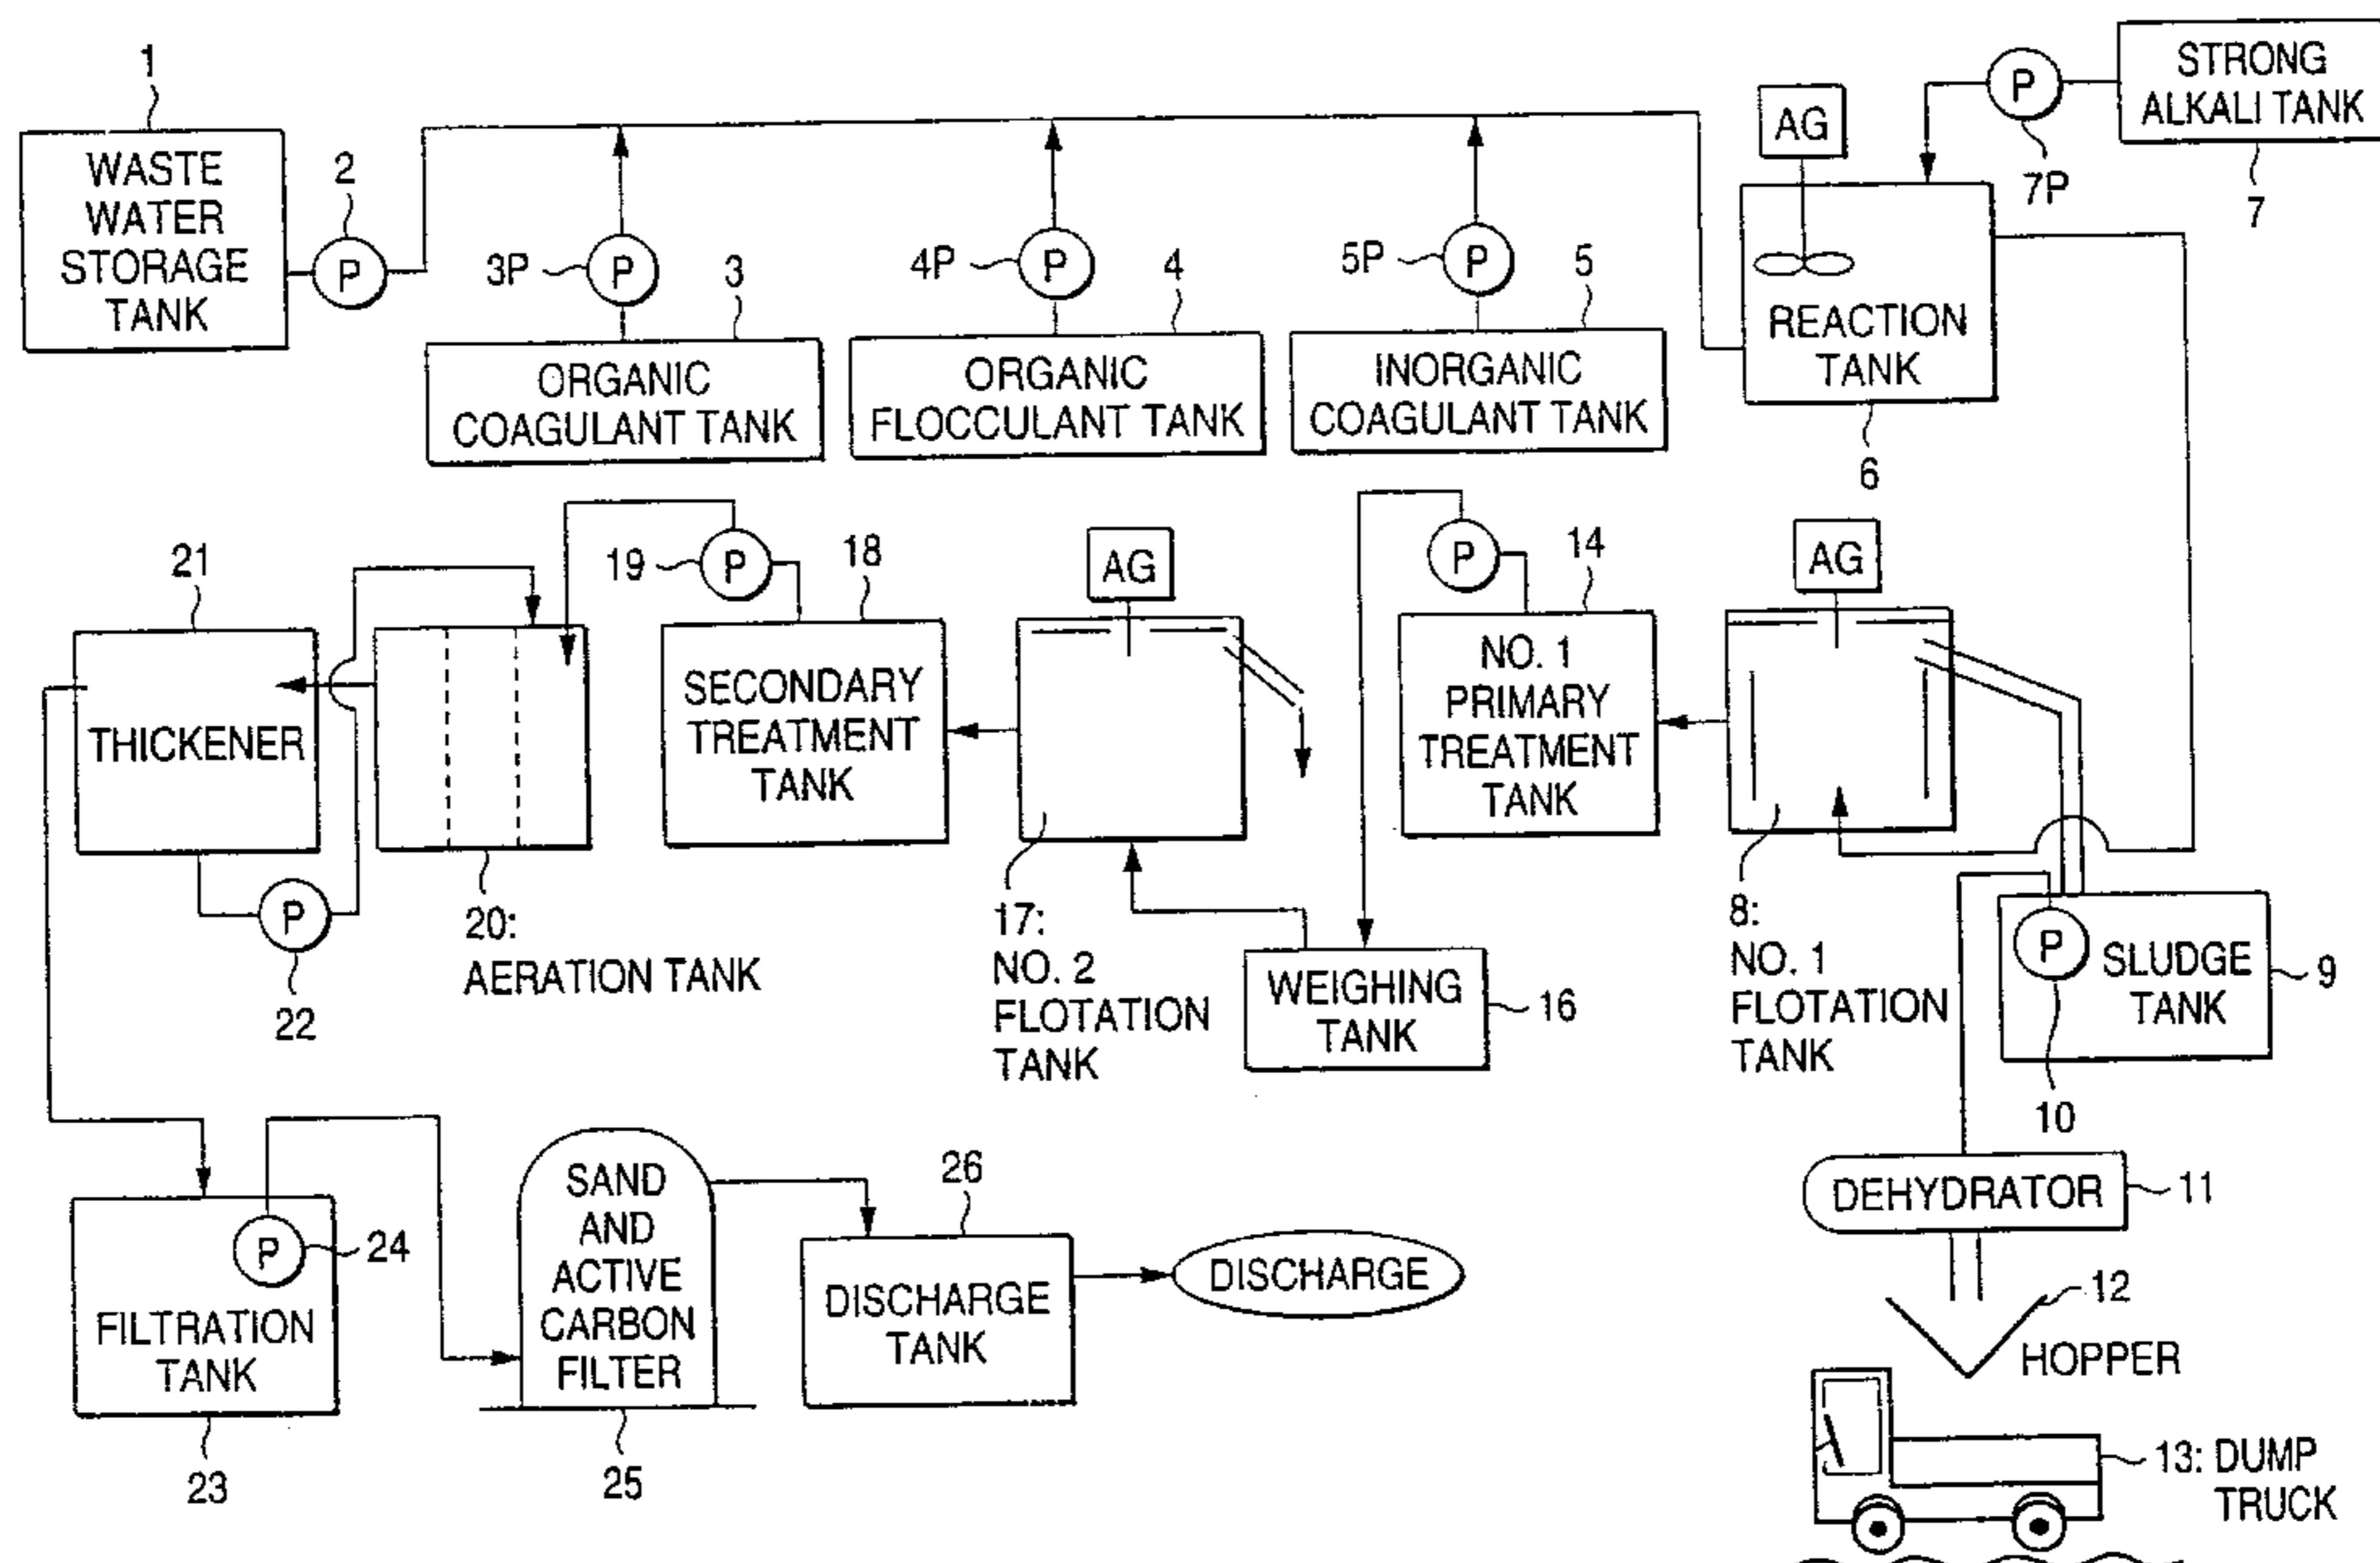 1
WASTE
WATER
STORAGE
TANK
2
P
3P
P
3
ORGANIC
COAGULANT TANK
4P
P
4
ORGANIC
FLOCCULANT TANK
5P
P
5
INORGANIC
COAGULANT TANK
AG
REACTION
TANK
6
P
7P
STRONG
ALKALI TANK
7
21
THICKENER
P
22
20:
AERATION TANK
19
P
18
SECONDARY
TREATMENT
TANK
AG
17:
NO. 2
FLOTATION
TANK
P
WEIGHING
TANK
16
14
NO. 1
PRIMARY
TREATMENT
TANK
AG
8:
NO. 1
FLOTATION
TANK
P
SLUDGE
TANK
9
10
DEHYDRATOR
11
12
HOPPER
13: DUMP
TRUCK
P
24
FILTRATION
TANK
23
SAND
AND
ACTIVE
CARBON
FILTER
25
26
DISCHARGE
TANK
DISCHARGE